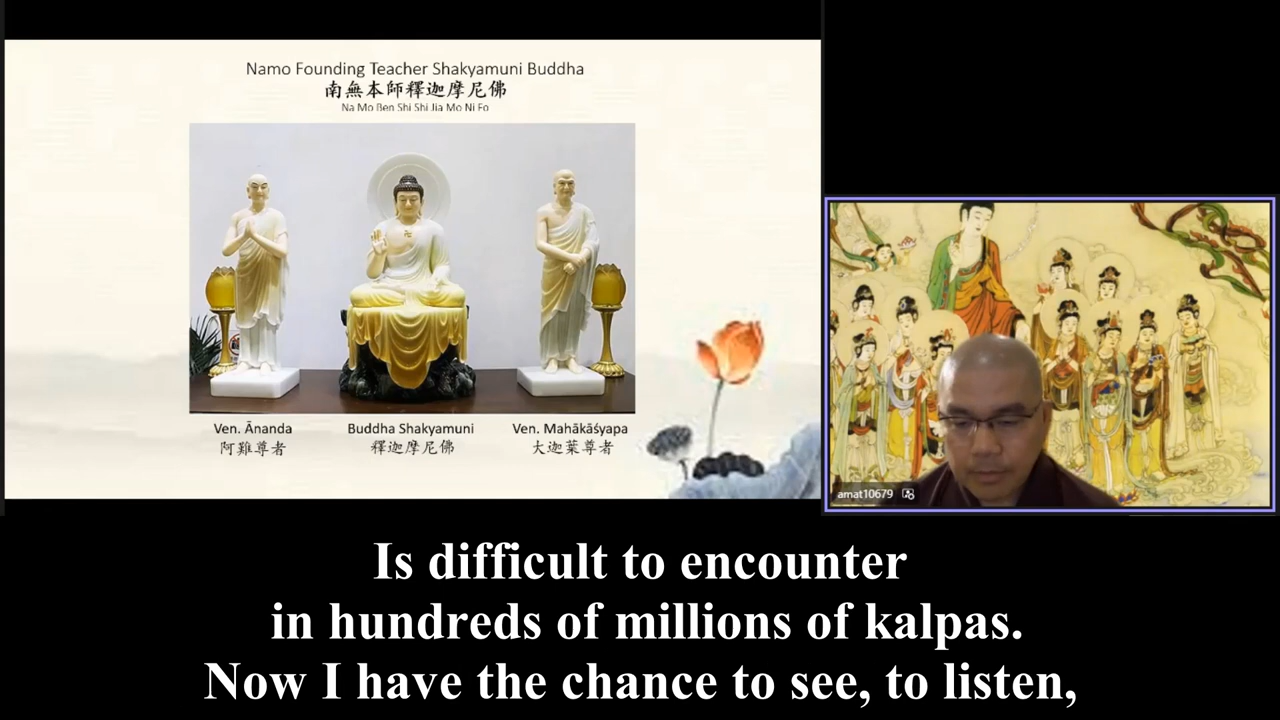 Namo Founding Teacher Shakyamuni Buddha
南無本師釋迦摩尼佛
Na Mo Ben Shi Shi Jia Mo Ni Fo
Ven. Ānanda
阿難尊者
Buddha Shakyamuni
釋迦摩尼佛
Ven. Mahākāśyapa
大迦葉尊者
amat10679
Is difficult to encounter
in hundreds of millions of kalpas.
Now I have the chance to see, to listen,